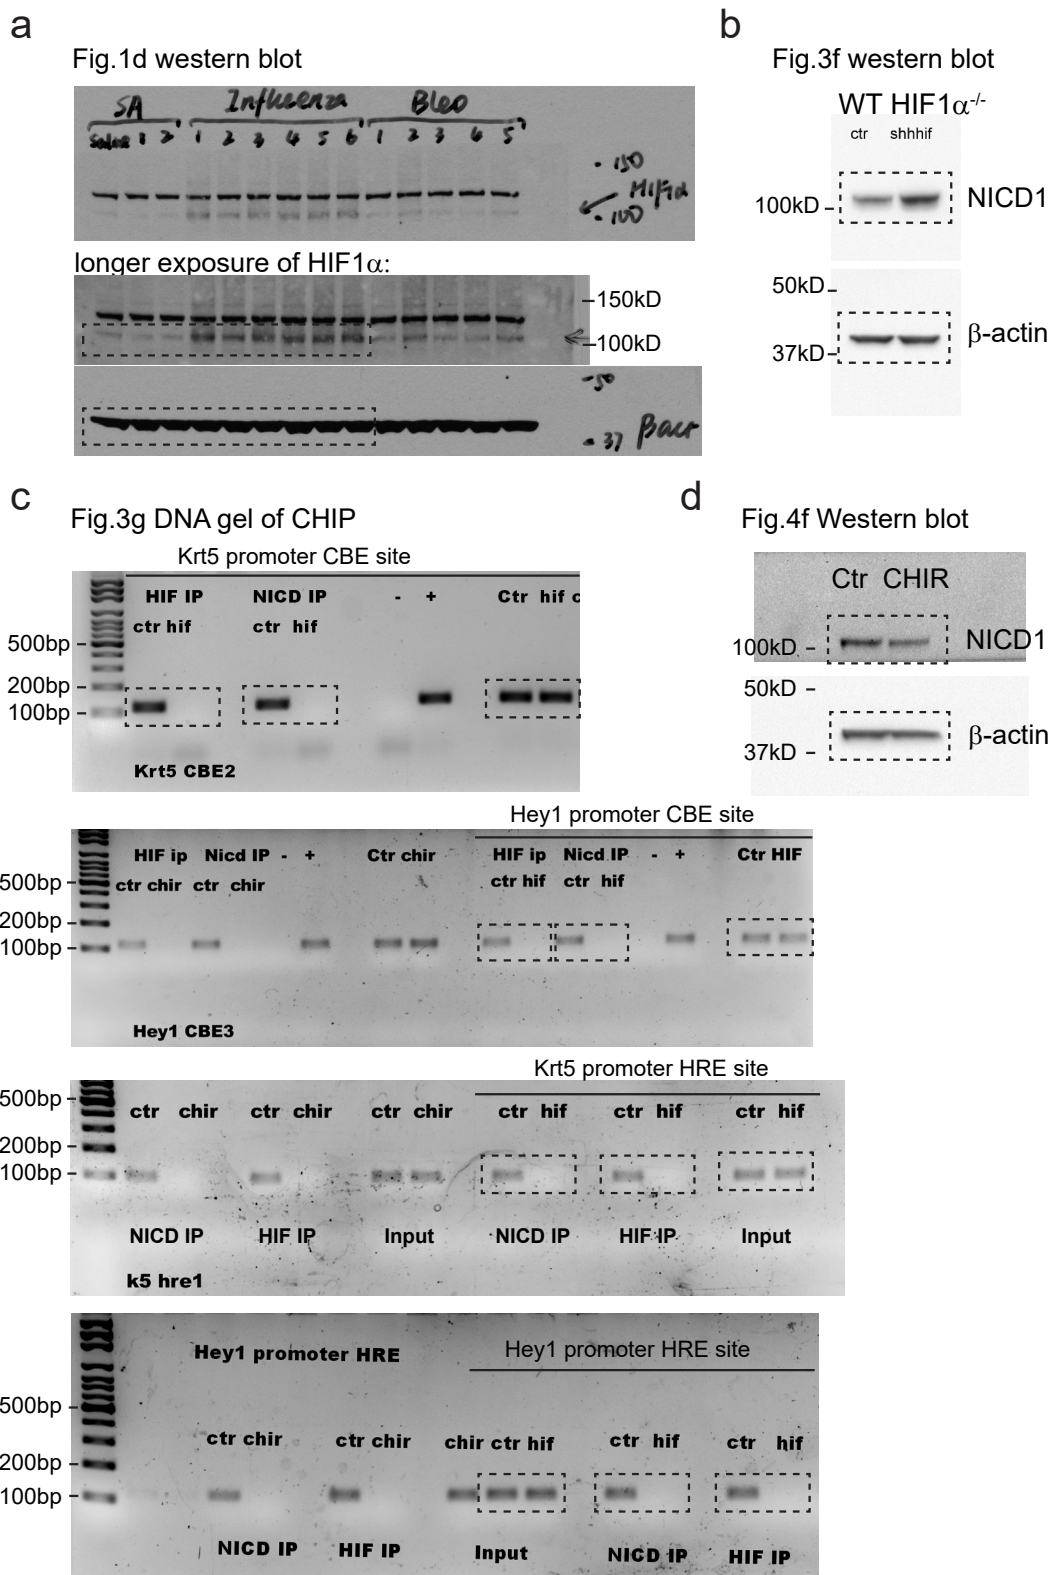 a
Fig.1d western blot
SA Influenza Bleo
Saline 1 2 1 2 3 4 5 6 1 2 3 4 5
- 150
HIF1α
- 100
longer exposure of HIF1α:
150kD
100kD
-50
- 37 βact
b
Fig.3f western blot
WT HIF1α-/-
ctr shhhif
100kD NICD1
50kD
37kD β-actin
c
Fig.3g DNA gel of CHIP
Krt5 promoter CBE site
HIF IP NICD IP - + Ctr hif c
ctr hif ctr hif
500bp
200bp
100bp
Krt5 CBE2
d
Fig.4f Western blot
Ctr CHIR
100kD NICD1
50kD
37kD β-actin
Hey1 promoter CBE site
HIF ip Nicd IP - + Ctr chir HIF ip Nicd IP - + Ctr HIF
ctr chir ctr chir ctr hif ctr hif
500bp
200bp
100bp
Hey1 CBE3
Krt5 promoter HRE site
500bp
ctr chir ctr chir ctr chir ctr hif ctr hif ctr hif
200bp
100bp
NICD IP HIF IP Input NICD IP HIF IP Input
k5 hre1
Hey1 promoter HRE Hey1 promoter HRE site
500bp
ctr chir ctr chir chir ctr hif ctr hif ctr hif
200bp
100bp
NICD IP HIF IP Input NICD IP HIF IP